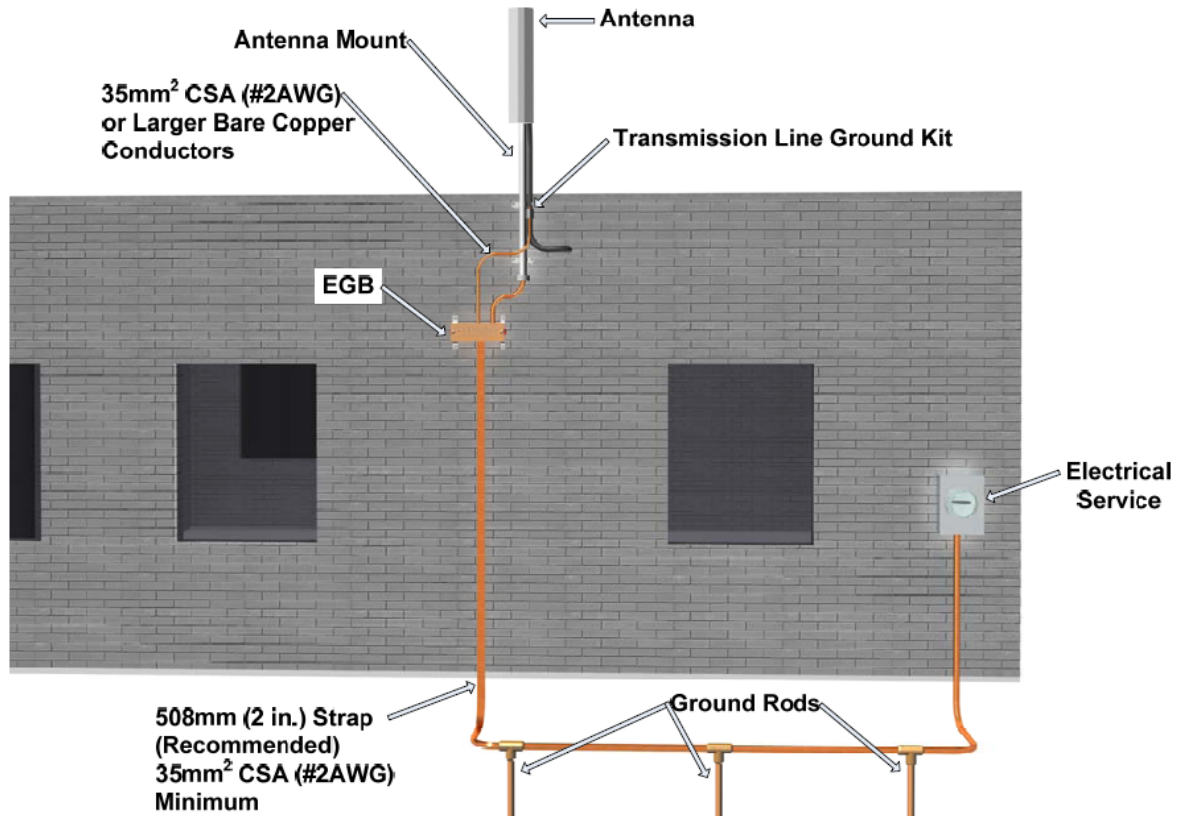 Antenna
Antenna Mount
35mm² CSA (#2AWG)
or Larger Bare Copper
Conductors
Transmission Line Ground Kit
EGB
Electrical
Service
508mm (2 in.) Strap
(Recommended)
35mm² CSA (#2AWG)
Minimum
Ground Rods